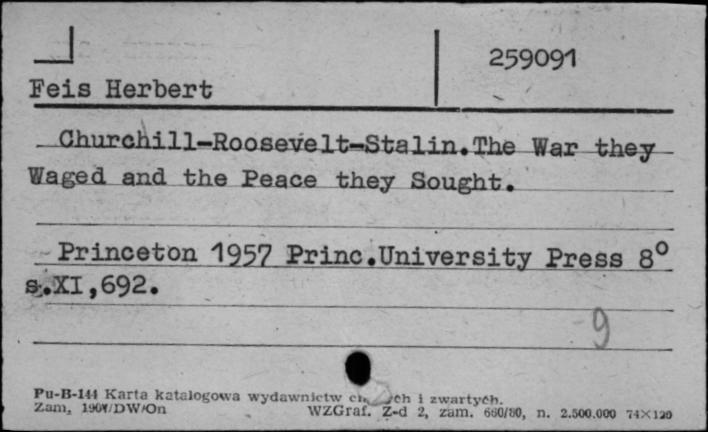 259091
Feis Herbert
Churchill-Roosevelt-Stalin.The War they
Waged and the Peace they Sought.
Princeton 1957 Princ.University Press 8°
s.XI,692.
9
Pu-B-144 Karta katalogowa wydawnictw i zwartych.
Zam, /DW/On WZGraf. Z-d 2, zam. 660/80, n. 2.500.000 74×120